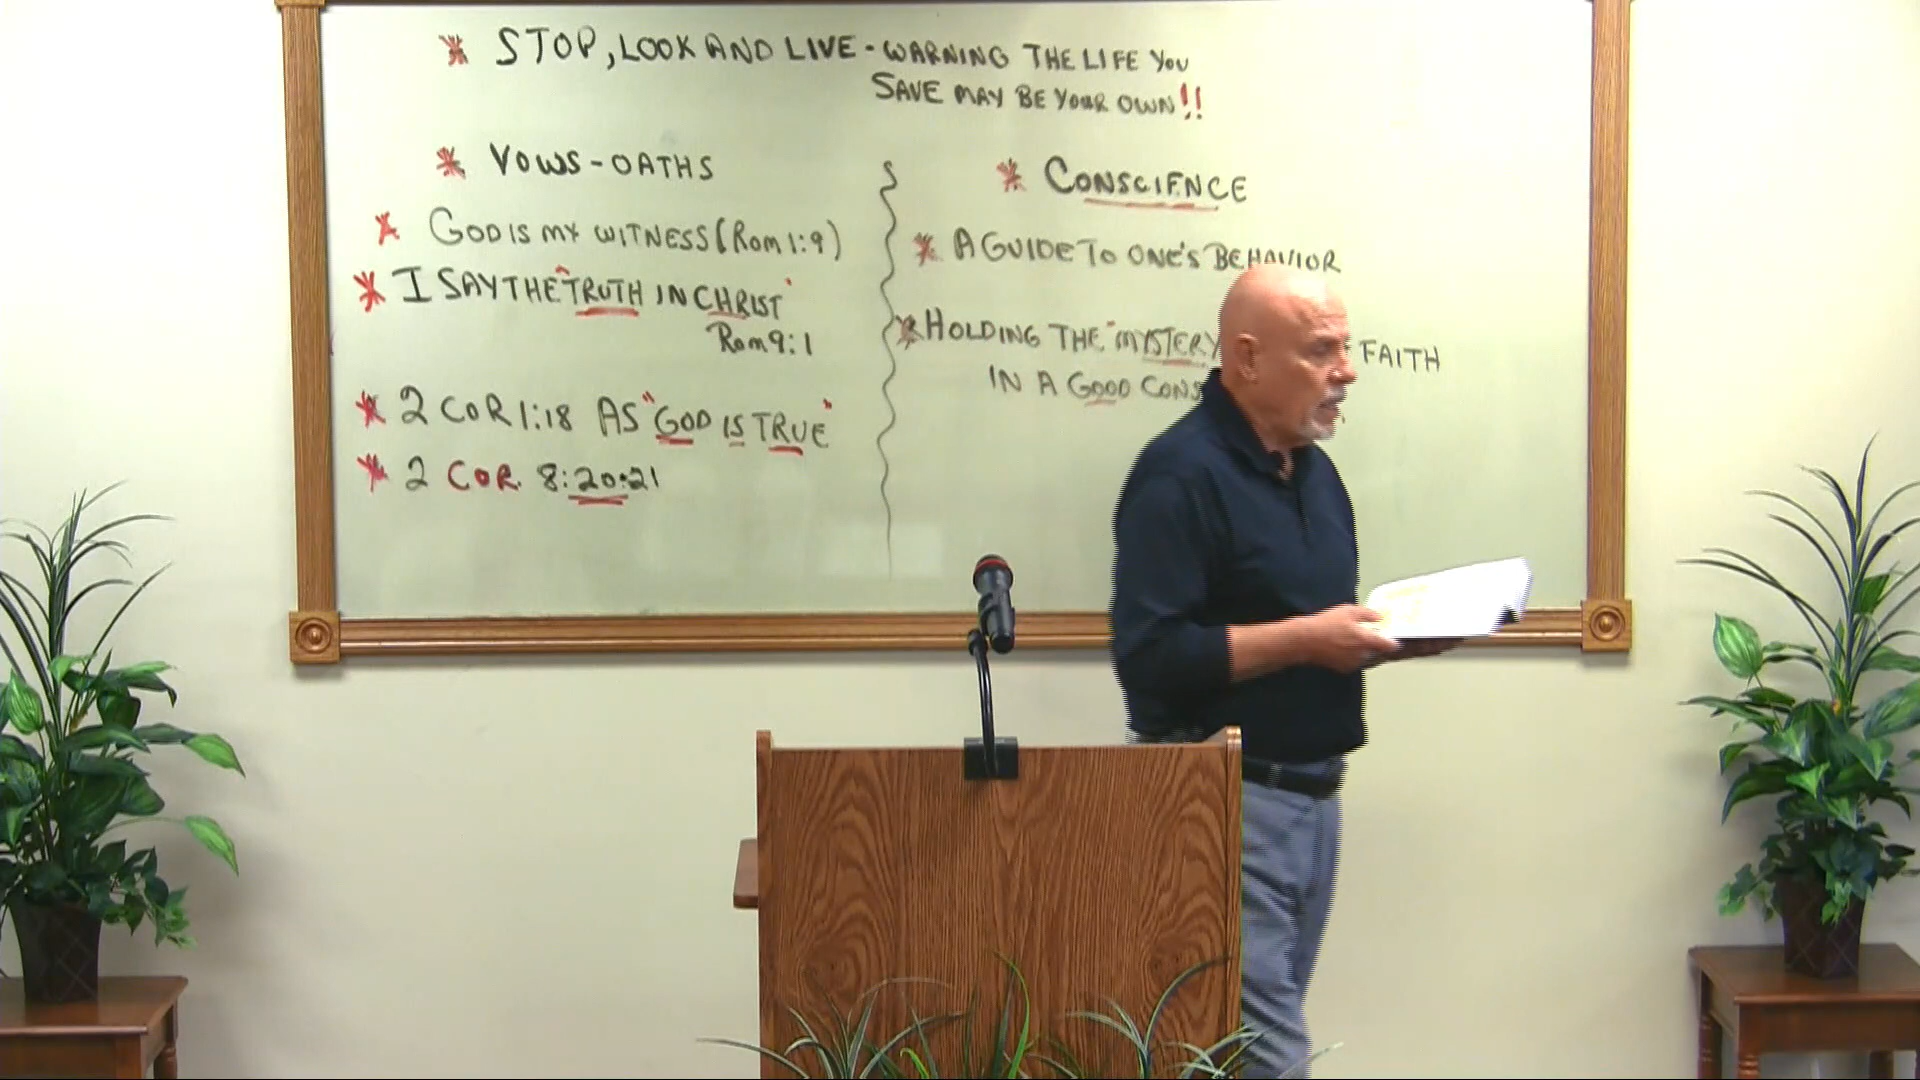 STOP, LOOK AND LIVE - WARNING THE LIFE YOU
SAVE MAY BE YOUR OWN!!
VOWS - OATHS
GOD IS MY WITNESS (Rom 1:9)
I SAY THE "TRUTH IN CHRIST"
Rom 9:1
2 COR 1:18 AS "GOD IS TRUE"
2 COR. 8:20-21
CONSCIENCE
A GUIDE TO ONE'S BEHAVIOR
HOLDING THE "MYSTERY FAITH
IN A GOOD CONS